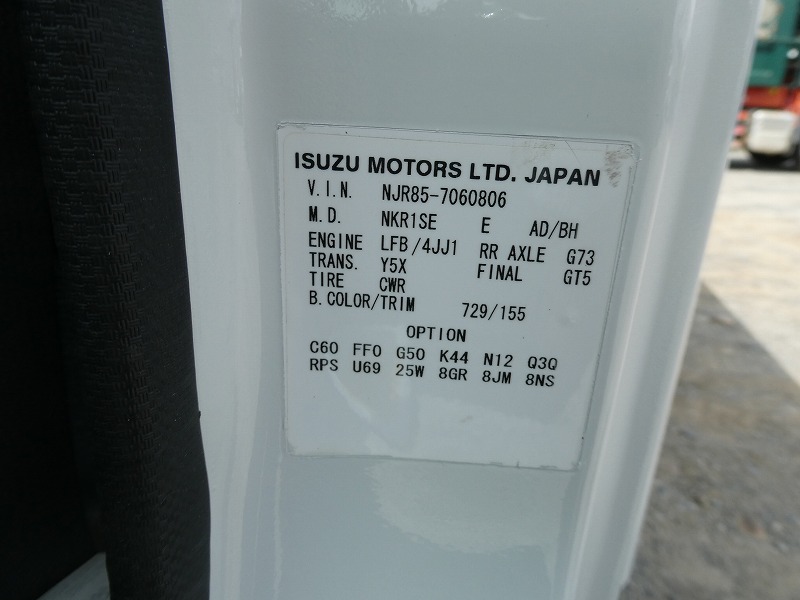 ISUZU MOTORS LTD. JAPAN
V.I.N. NJR85-7060806
M.D. NKR1SE E AD/BH
ENGINE LFB/4JJ1 RR AXLE G73
TRANS. Y5X FINAL GT5
TIRE CWR
B.COLOR/TRIM 729/155
OPTION
C60 FF0 G50 K44 N12 Q3Q
RPS U69 25W 8GR 8JM 8NS